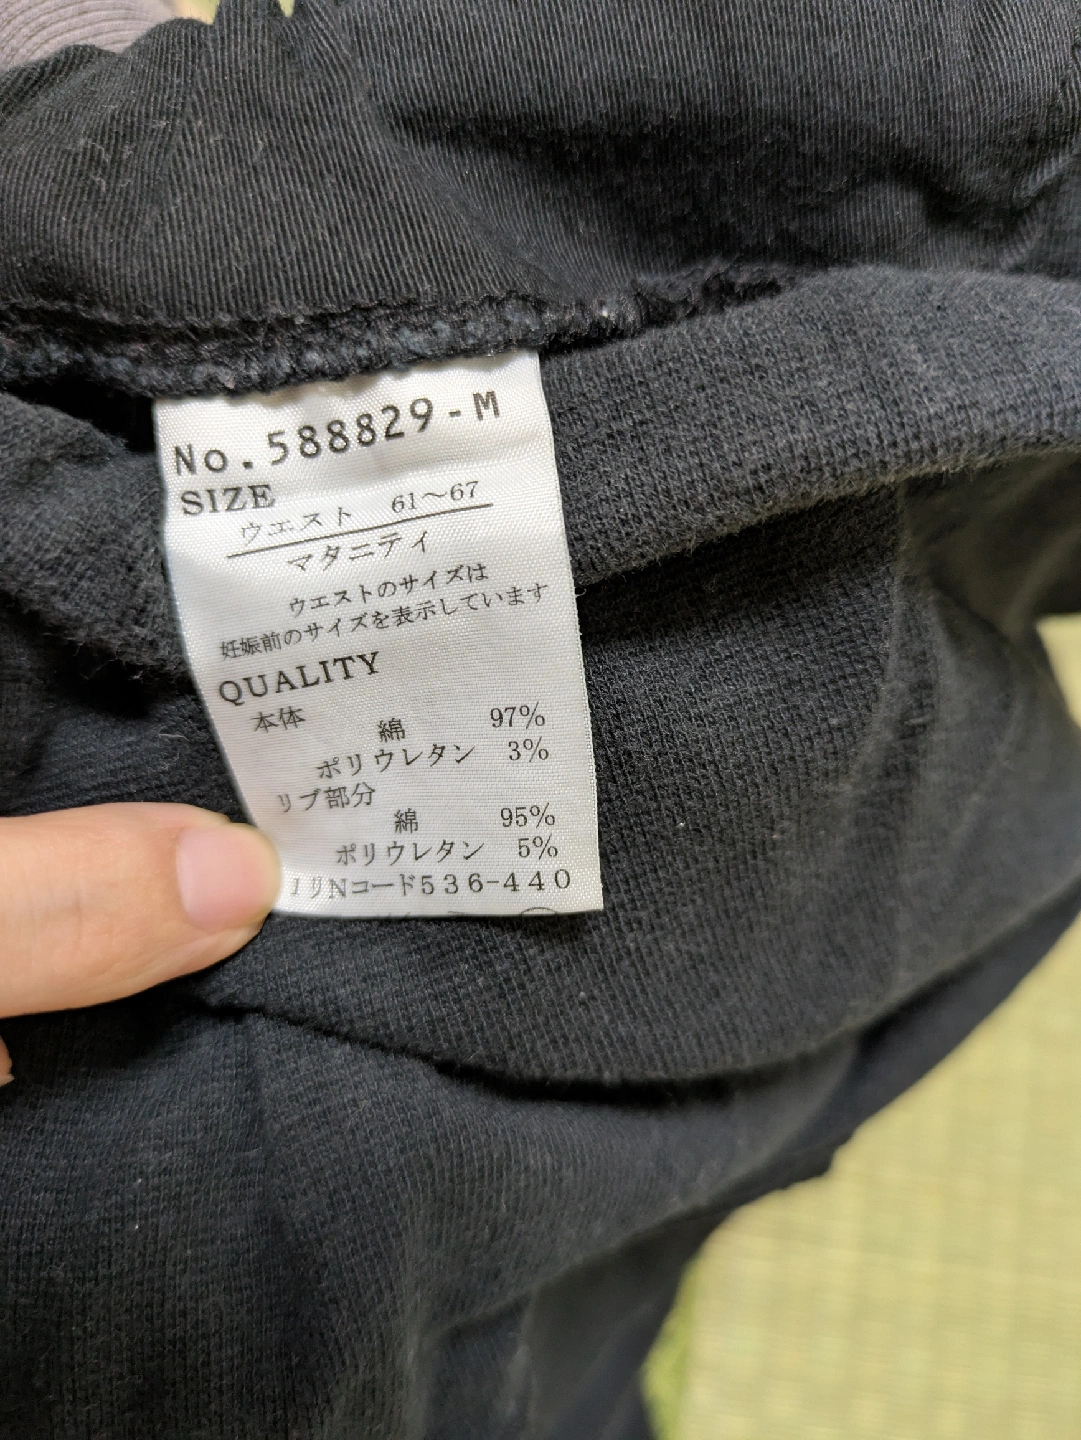 No.588829-M
SIZE
ウエスト 61～67
マタニティ
ウエストのサイズは
妊娠前のサイズを表示しています
QUALITY
本体
綿 97%
ポリウレタン 3%
リブ部分
綿 95%
ポリウレタン 5%
Nコード536-440